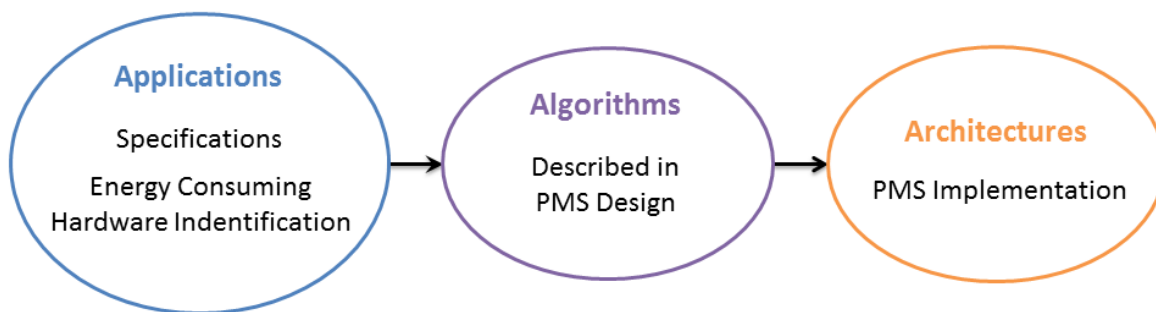 Applications
Specifications
Energy Consuming
Hardware Indentification
Algorithms
Described in
PMS Design
Architectures
PMS Implementation